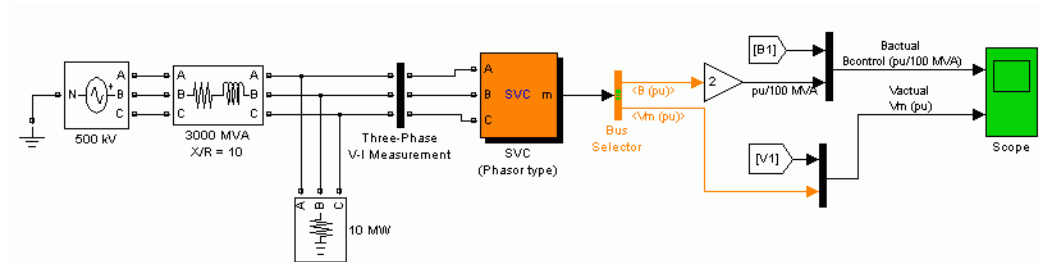 N
A
B
C
500 kV
A
B
C
A
B
C
3000 MVA
X/R = 10
A
B
C
10 MW
Three-Phase
V-I Measurement
A
B
C
SVC
m
SVC
(Phasor type)
<B (pu)>
<Vm (pu)>
Bus
Selector
2
pu/100 MVA
[B1]
[V1]
Bactual
Bcontrol (pu/100 MVA)
Vactual
Vm (pu)
Scope